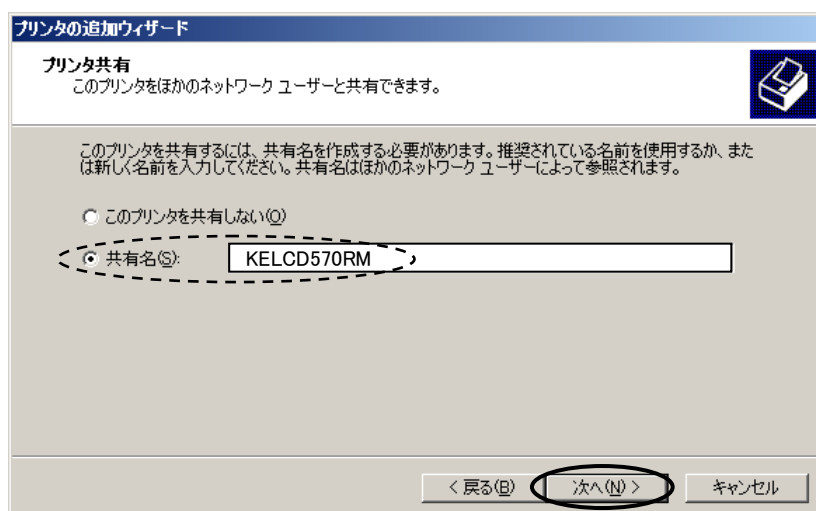 プリンタの追加ウィザード
プリンタ共有
このプリンタをほかのネットワーク ユーザーと共有できます。
このプリンタを共有するには、共有名を作成する必要があります。推奨されている名前を使用するか、また
は新しく名前を入力してください。共有名はほかのネットワーク ユーザーによって参照されます。
このプリンタを共有しない(O)
共有名(S): KELCD570RM
< 戻る(B) 次へ(N) > キャンセル